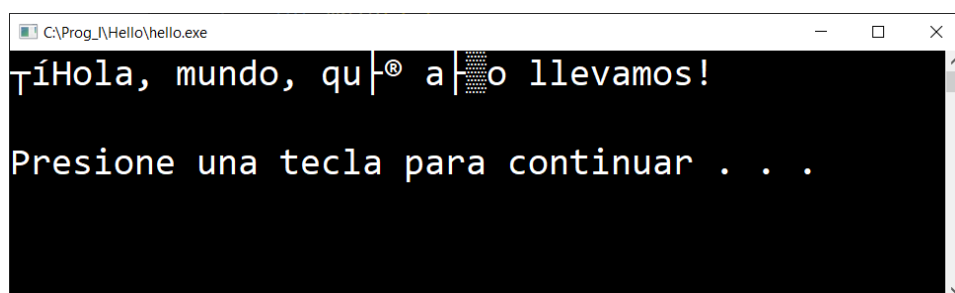 C:\Prog_I\Hello\hello.exe
┬íHola, mundo, qu├® a├▒o llevamos!
Presione una tecla para continuar . . .